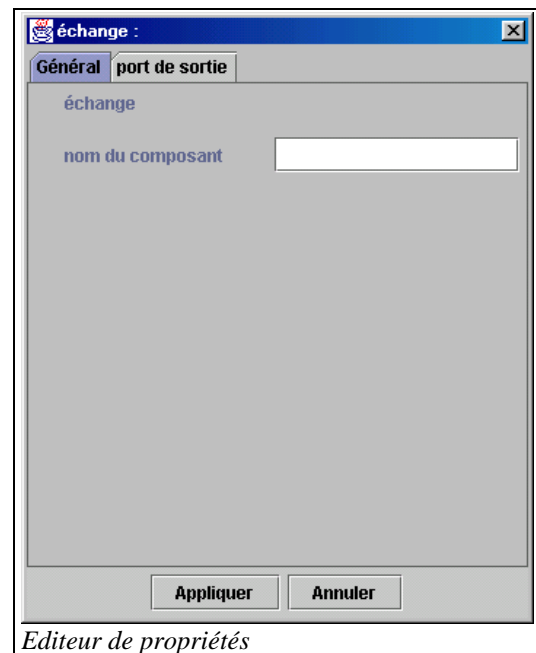 échange :
Général port de sortie
échange
nom du composant
Appliquer Annuler
Editeur de propriétés